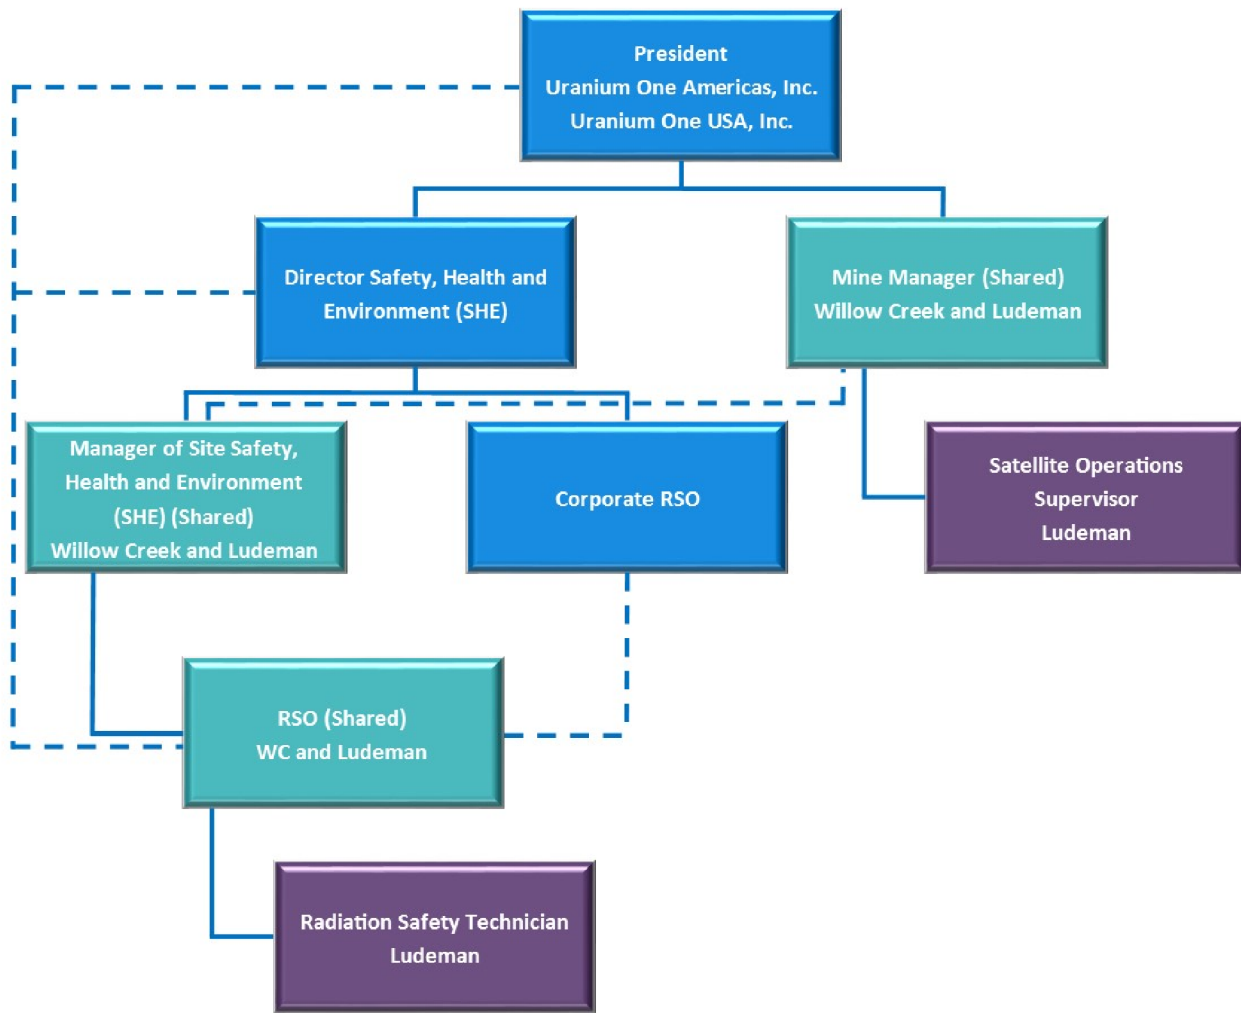 President
Uranium One Americas, Inc.
Uranium One USA, Inc.
Director Safety, Health and
Environment (SHE)
Mine Manager (Shared)
Willow Creek and Ludeman
Manager of Site Safety,
Health and Environment
(SHE) (Shared)
Willow Creek and Ludeman
Corporate RSO
Satellite Operations
Supervisor
Ludeman
RSO (Shared)
WC and Ludeman
Radiation Safety Technician
Ludeman